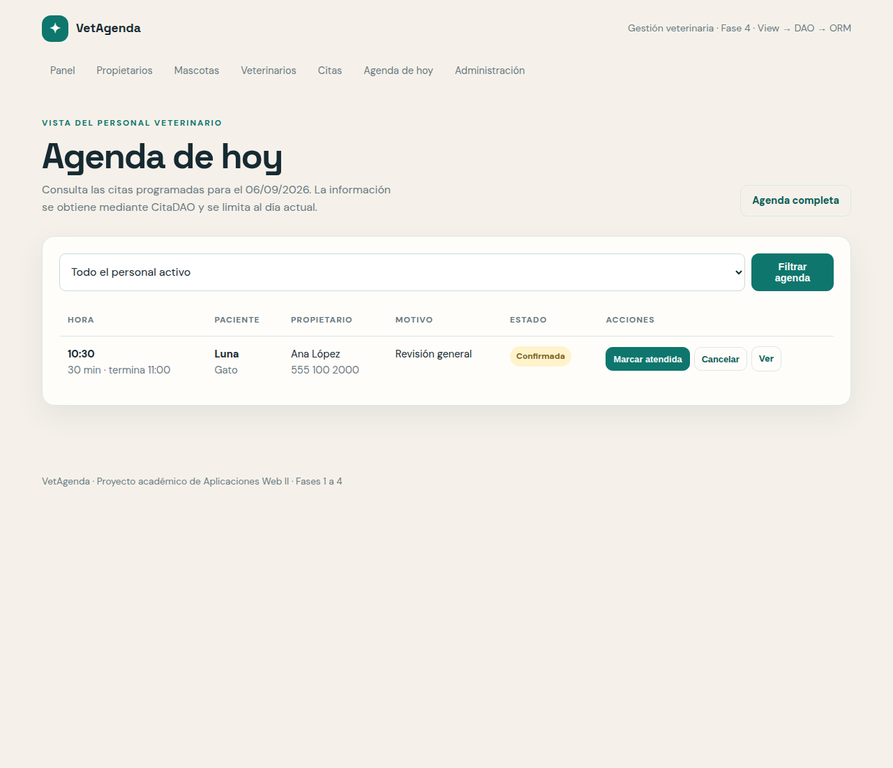 ✦ VetAgenda
Gestión veterinaria · Fase 4 · View → DAO → ORM
Panel Propietarios Mascotas Veterinarios Citas Agenda de hoy Administración
VISTA DEL PERSONAL VETERINARIO
Agenda de hoy
Consulta las citas programadas para el 06/09/2026. La información
se obtiene mediante CitaDAO y se limita al día actual.
Agenda completa
Todo el personal activo
Filtrar
agenda
HORA PACIENTE PROPIETARIO MOTIVO ESTADO ACCIONES
10:30 Luna Ana López Revisión general Confirmada Marcar atendida Cancelar Ver
30 min · termina 11:00 Gato 555 100 2000
VetAgenda · Proyecto académico de Aplicaciones Web II · Fases 1 a 4